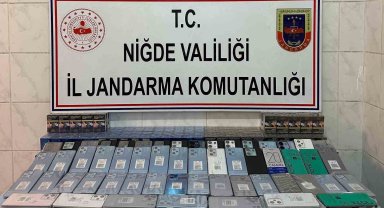 T.C.
NİĞDE VALİLİĞİ
İL JANDARMA KOMUTANLIĞI